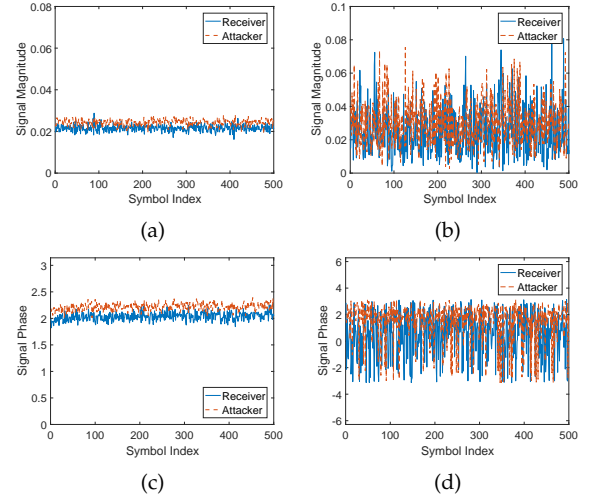 0.08
0.06
0.04
0.02
0
Signal Magnitude
Receiver
Attacker
0 100 200 300 400 500
Symbol Index
(a)
0.1
0.08
0.06
0.04
0.02
0
Signal Magnitude
Receiver
Attacker
0 100 200 300 400 500
Symbol Index
(b)
3
2.5
2
1.5
1
0.5
0
Signal Phase
Receiver
Attacker
0 100 200 300 400 500
Symbol Index
(c)
6
4
2
0
-2
-4
-6
Signal Phase
Receiver
Attacker
0 100 200 300 400 500
Symbol Index
(d)